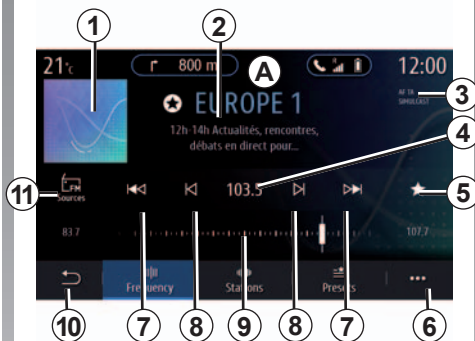 1
2
21°c
800 m
A
12:00
3
AF TA
SIMULCAST
EUROPE 1
12h-14h Actualités, rencontres,
débats en direct pour...
4
FM
Sources
103.5
5
11
83.7
107.7
Frequency
Stations
Presets
10
7
8
9
8
7
6